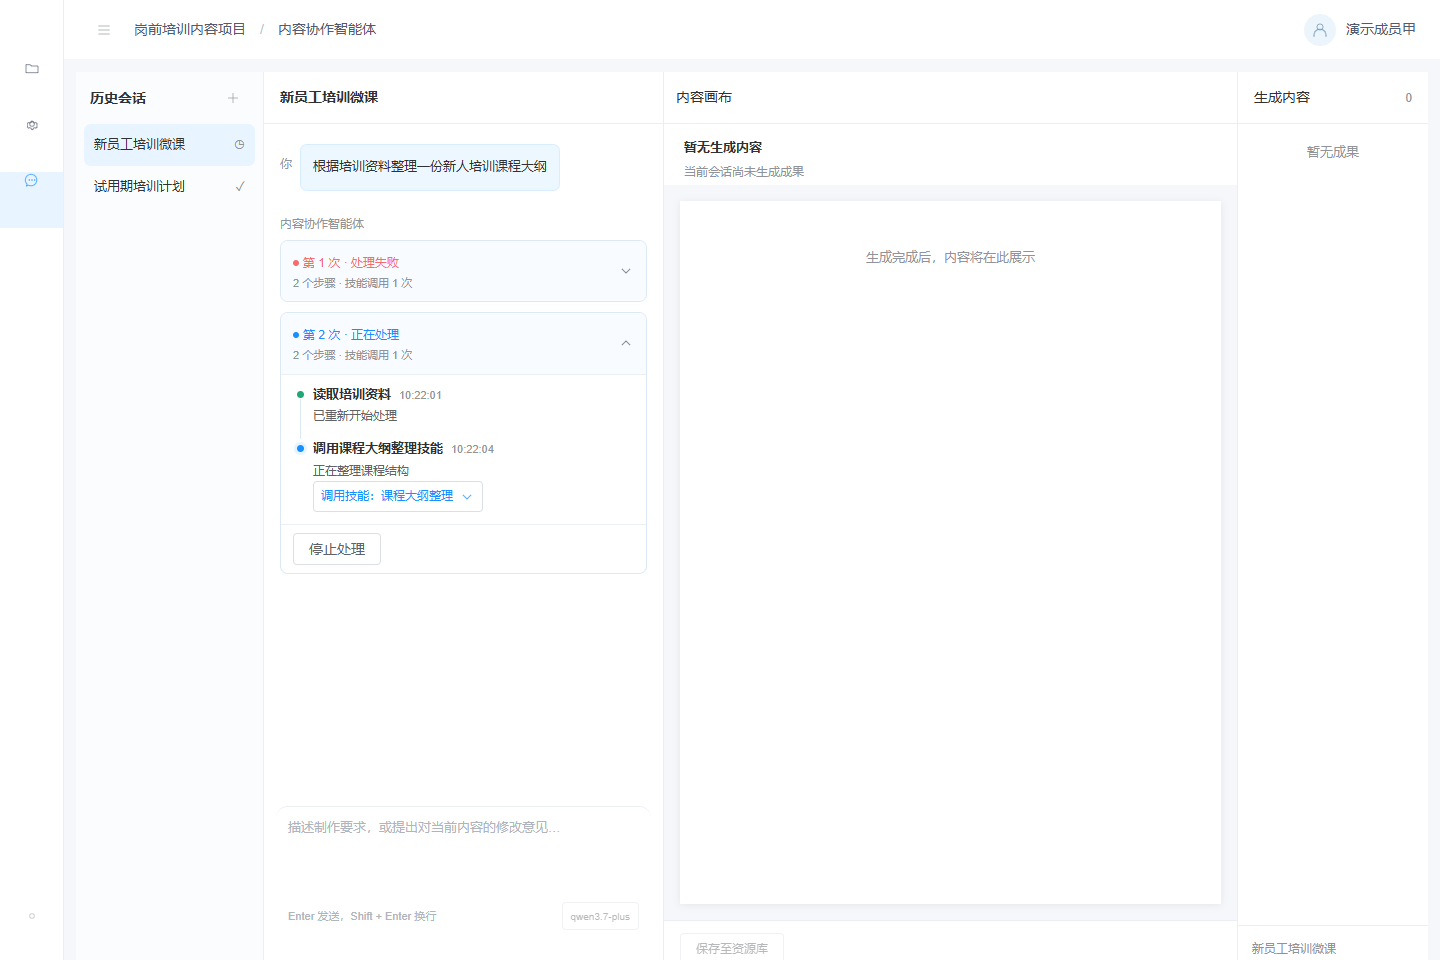 岗前培训内容项目 / 内容协作智能体
演示成员甲
历史会话
新员工培训微课
试用期培训计划
新员工培训微课
你
根据培训资料整理一份新人培训课程大纲
内容协作智能体
第 1 次 · 处理失败
2 个步骤 · 技能调用 1 次
第 2 次 · 正在处理
2 个步骤 · 技能调用 1 次
读取培训资料 10:22:01
已重新开始处理
调用课程大纲整理技能 10:22:04
正在整理课程结构
调用技能：课程大纲整理
停止处理
描述制作要求，或提出对当前内容的修改意见...
Enter 发送，Shift + Enter 换行
qwen3.7-plus
内容画布
暂无生成内容
当前会话尚未生成成果
生成完成后，内容将在此展示
保存至资源库
生成内容 0
暂无成果
新员工培训微课